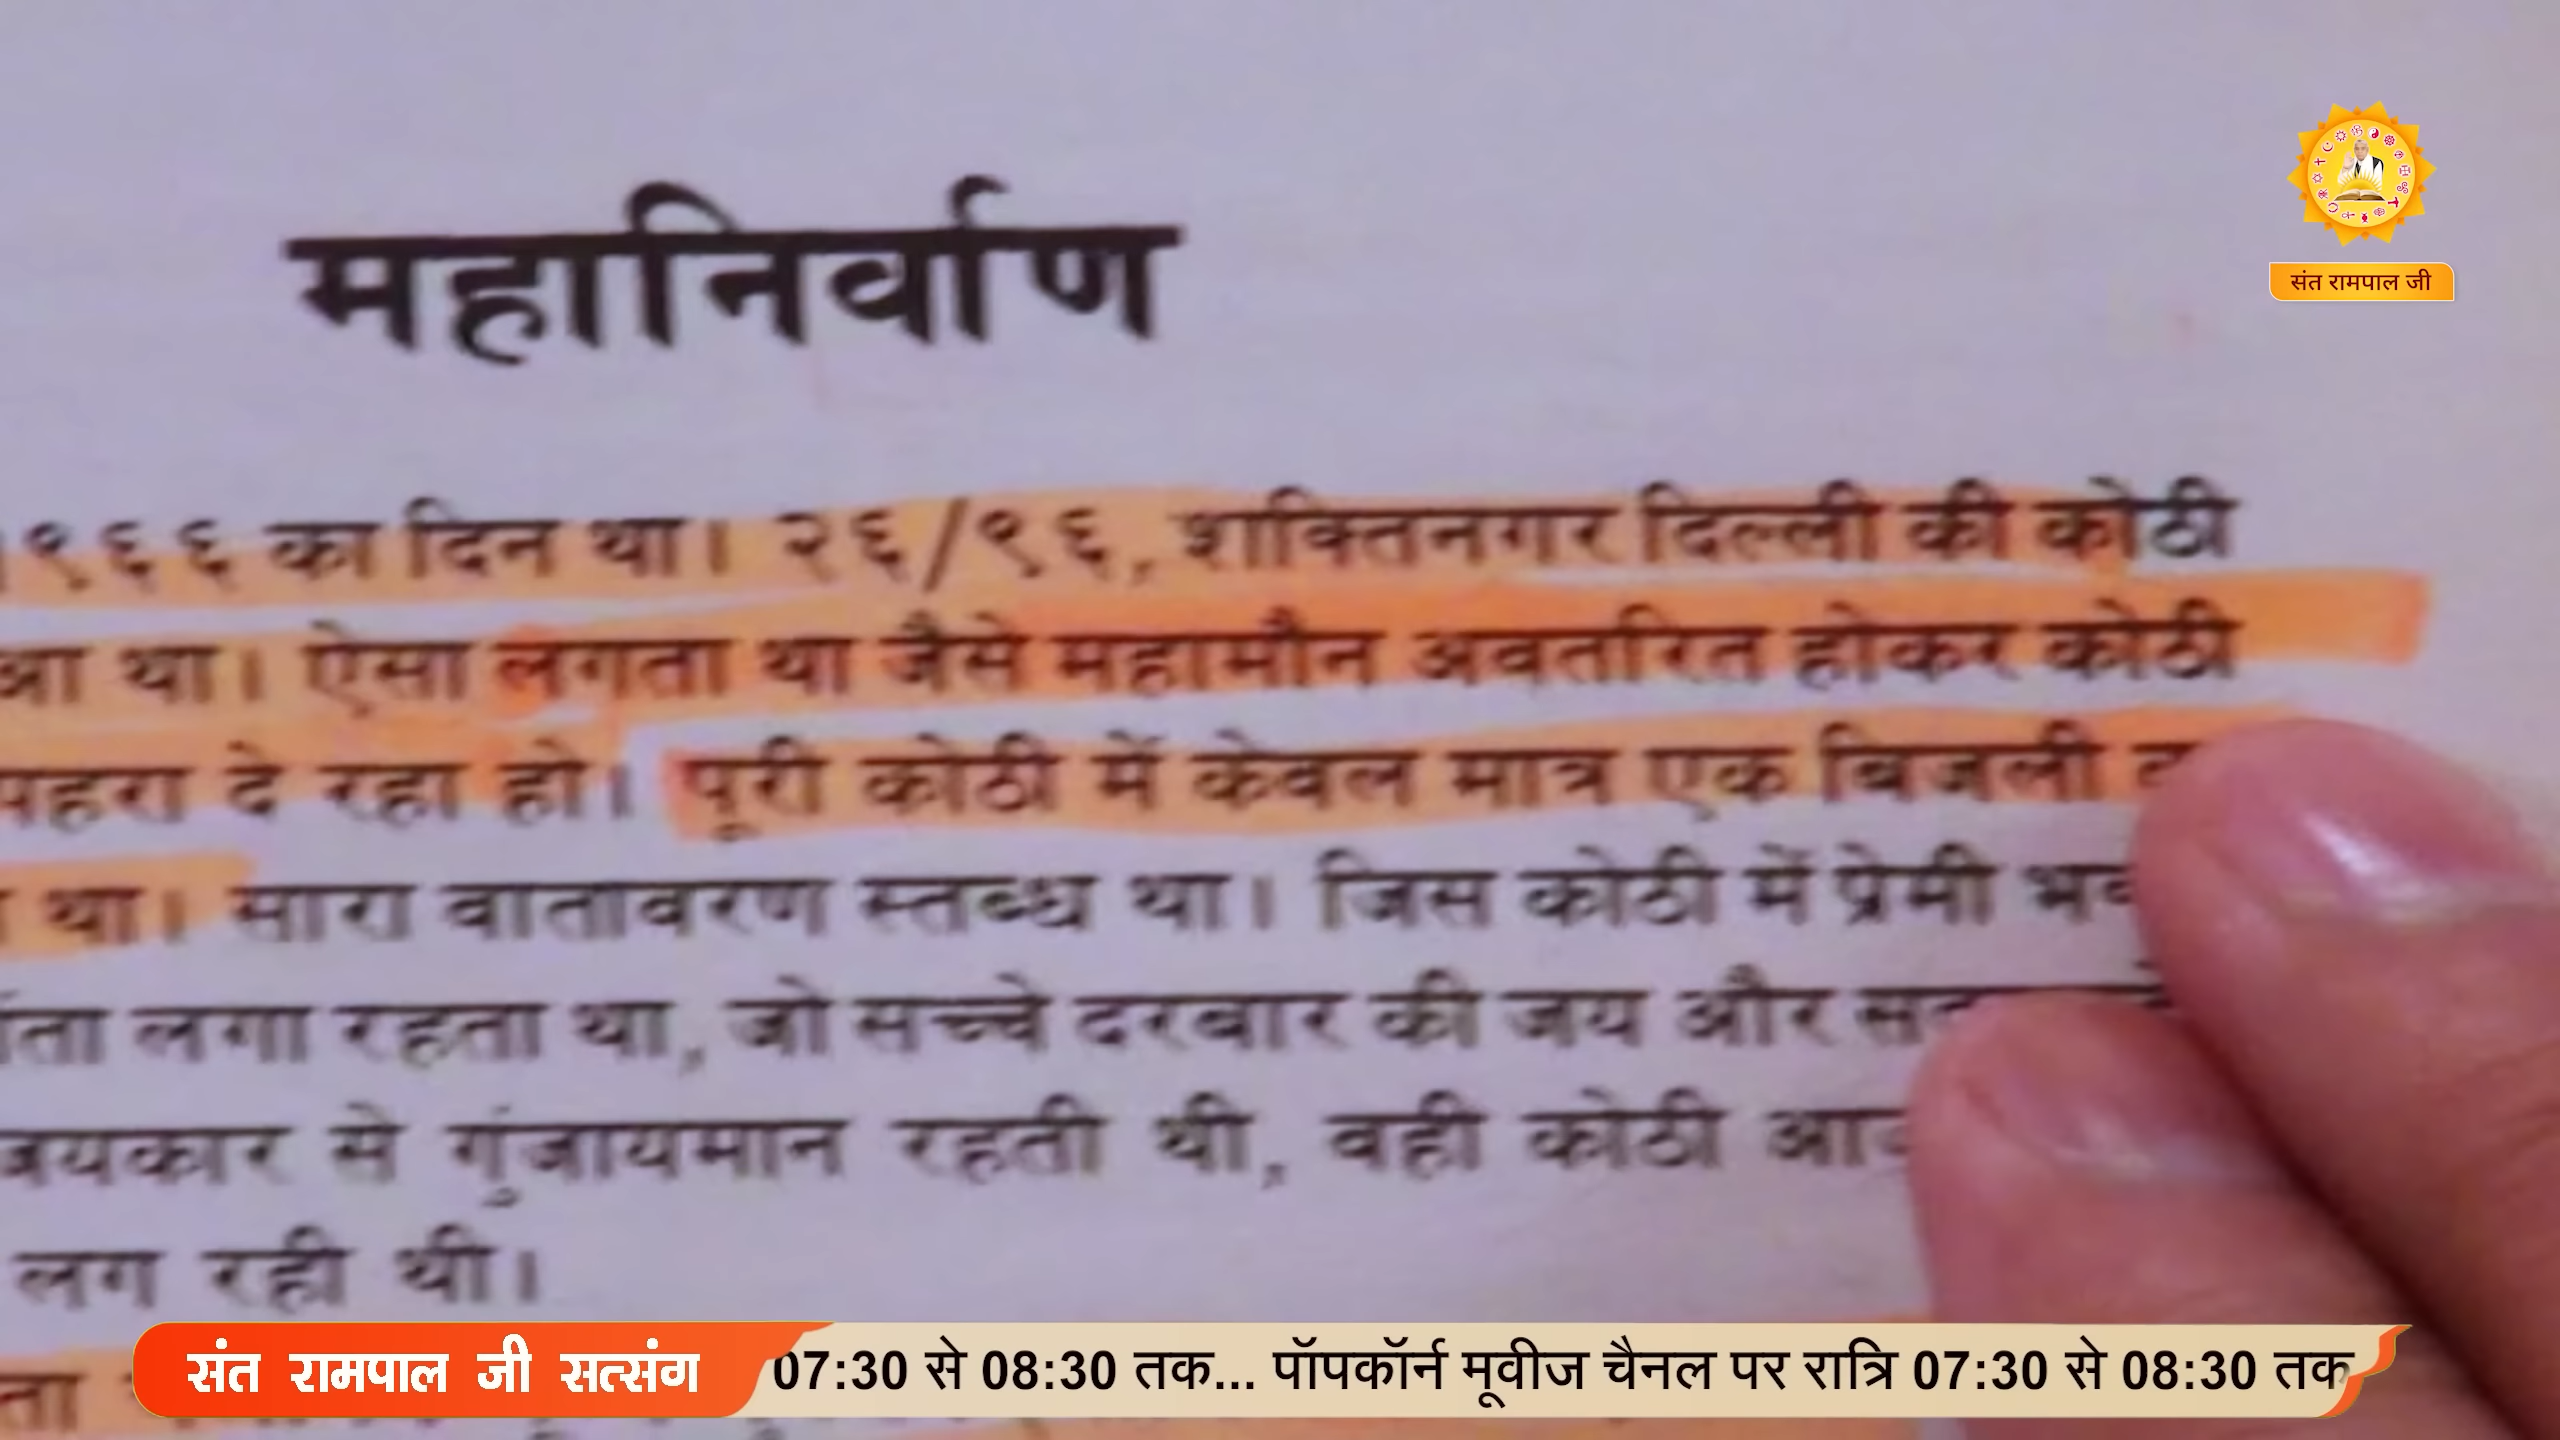 महानिर्वाण
संत रामपाल जी
१९६६ का दिन था। २६/९६, शक्तिनगर दिल्ली की कोठी
था। ऐसा लगता था जैसे महामौन अवतरित होकर कोठी
पहरा दे रहा हो। पूरी कोठी में केवल मात्र एक बिजली
था। सारा वातावरण स्तब्ध था। जिस कोठी में प्रेमी
लगा रहता था, जो सच्चे दरबार की जय और
जयकार से गुंजायमान रहती थी, वही कोठी
लग रही थी।
संत रामपाल जी सत्संग 07:30 से 08:30 तक... पॉपकॉर्न मूवीज चैनल पर रात्रि 07:30 से 08:30 तक